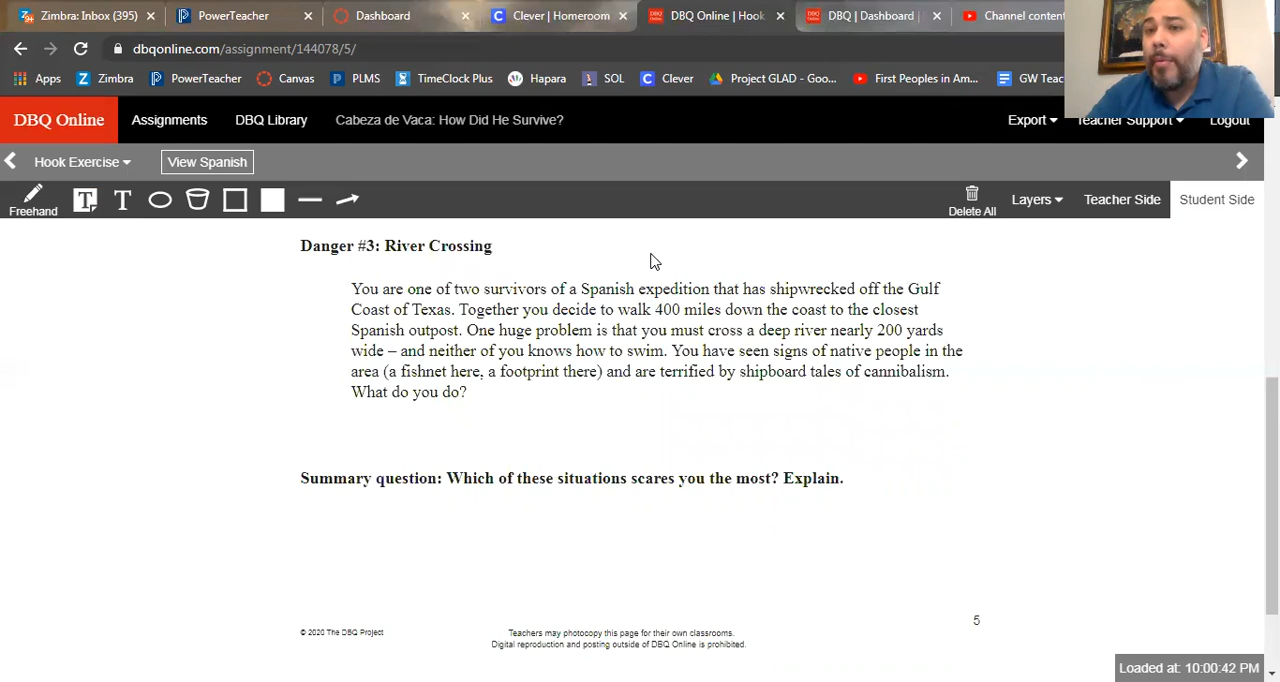 Zimbra: Inbox (395)
PowerTeacher
Dashboard
Clever | Homeroom
DBQ Online | Hook
DBQ | Dashboard
Channel content
dbqonline.com/assignment/144078/5/
Apps
Zimbra
PowerTeacher
Canvas
PLMS
TimeClock Plus
Hapara
SOL
Clever
Project GLAD - Goo...
First Peoples in Am...
GW Teac
DBQ Online
Assignments
DBQ Library
Cabeza de Vaca: How Did He Survive?
Export
Teacher Support
Logout
Hook Exercise
View Spanish
Freehand
T
T
Delete All
Layers
Teacher Side
Student Side
Danger #3: River Crossing
You are one of two survivors of a Spanish expedition that has shipwrecked off the Gulf
Coast of Texas. Together you decide to walk 400 miles down the coast to the closest
Spanish outpost. One huge problem is that you must cross a deep river nearly 200 yards
wide – and neither of you knows how to swim. You have seen signs of native people in the
area (a fishnet here, a footprint there) and are terrified by shipboard tales of cannibalism.
What do you do?
Summary question: Which of these situations scares you the most? Explain.
5
© 2020 The DBQ Project
Teachers may photocopy this page for their own classrooms.
Digital reproduction and posting outside of DBQ Online is prohibited.
Loaded at: 10:00:42 PM